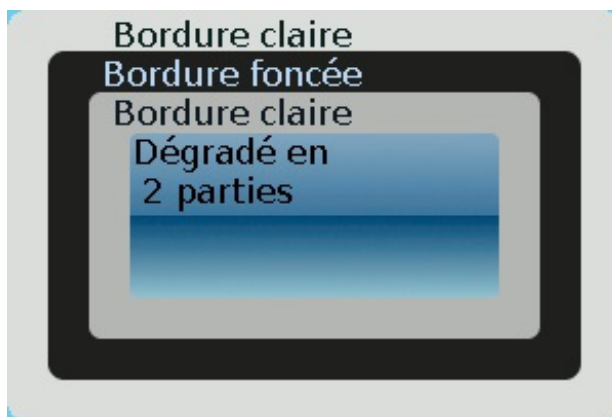 Bordure claire
Bordure foncée
Bordure claire
Dégradé en
2 parties